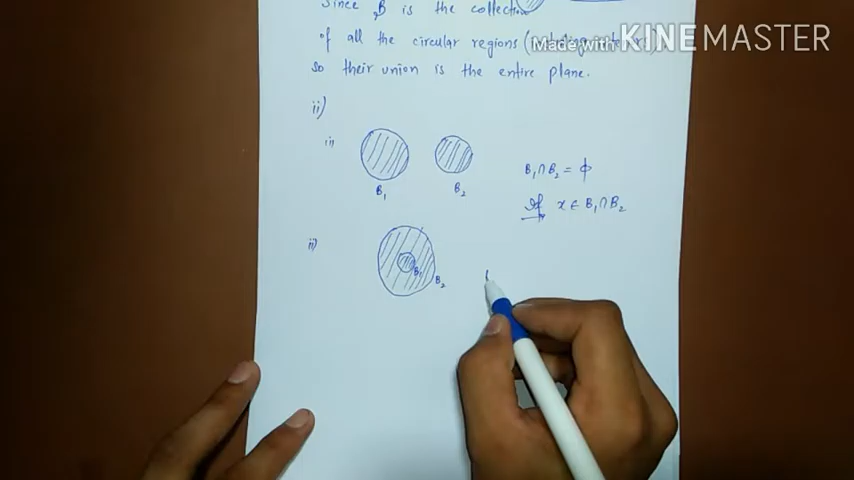 Since B is the collection
of all the circular regions (
Made with KINEMASTER
so their union is the entire plane.
ii)
i)
B₁
B₂
B₁∩B₂ = ϕ
If x ∈ B₁∩B₂
ii)
B₁
B₂